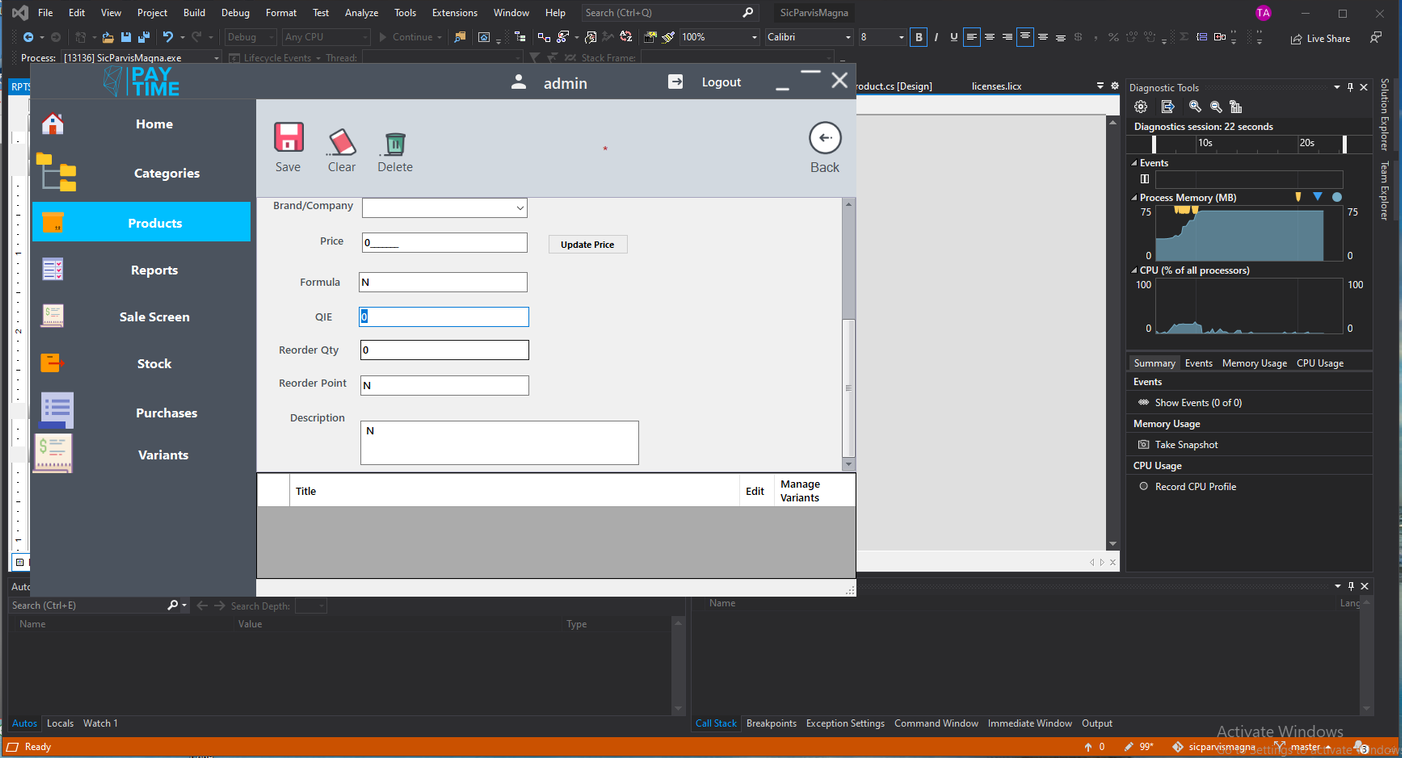 File Edit View Project Build Debug Format Test Analyze Tools Extensions Window Help Search (Ctrl+Q) SicParvisMagna TA
Debug Any CPU Continue 100% Calibri 8 B I U Live Share
Process: [13136] SicParvisMagna.exe Lifecycle Events Thread: Stack Frame:
PAY
TIME
admin Logout
RPTS
roduct.cs [Design] licenses.licx
Home
Categories
Products
Reports
Sale Screen
Stock
Purchases
Variants
Save Clear Delete * Back
Brand/Company
Price 0______ Update Price
Formula N
QIE 0
Reorder Qty 0
Reorder Point N
Description N
Title Edit Manage
Variants
Diagnostic Tools
Diagnostics session: 22 seconds
10s 20s
Events
Process Memory (MB)
75 75
0 0
CPU (% of all processors)
100 100
0 0
Summary Events Memory Usage CPU Usage
Events
Show Events (0 of 0)
Memory Usage
Take Snapshot
CPU Usage
Record CPU Profile
Solution Explorer
Team Explorer
Auto
Search (Ctrl+E) Search Depth:
Name Value Type
Name Lang
Autos Locals Watch 1
Call Stack Breakpoints Exception Settings Command Window Immediate Window Output
Activate Windows
Go to Settings to activate Windows
Ready 0 99* sicparvismagna master 3